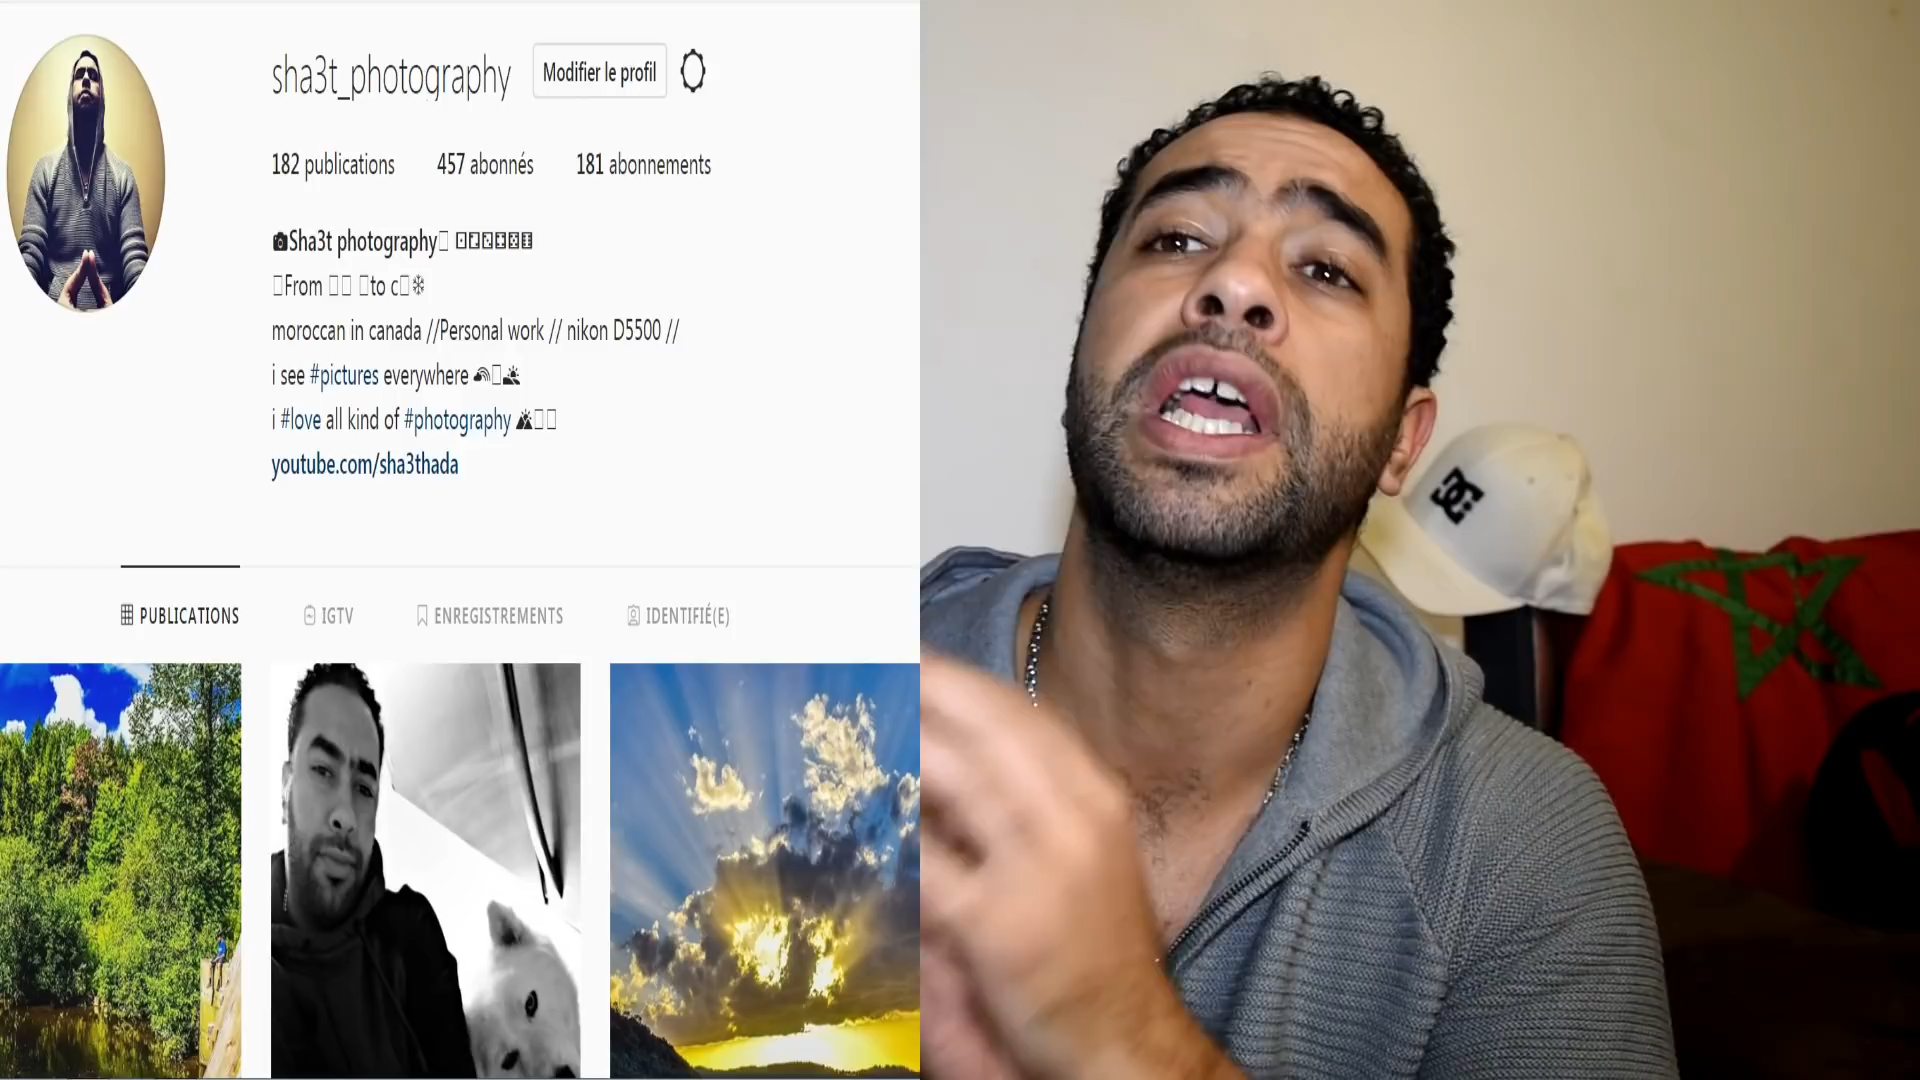 sha3t_photography Modifier le profil
182 publications 457 abonnés 181 abonnements
Sha3t photography
From to c
moroccan in canada //Personal work // nikon D5500 //
i see #pictures everywhere
i #love all kind of #photography
youtube.com/sha3thada
PUBLICATIONS IGTV ENREGISTREMENTS IDENTIFIÉ(E)